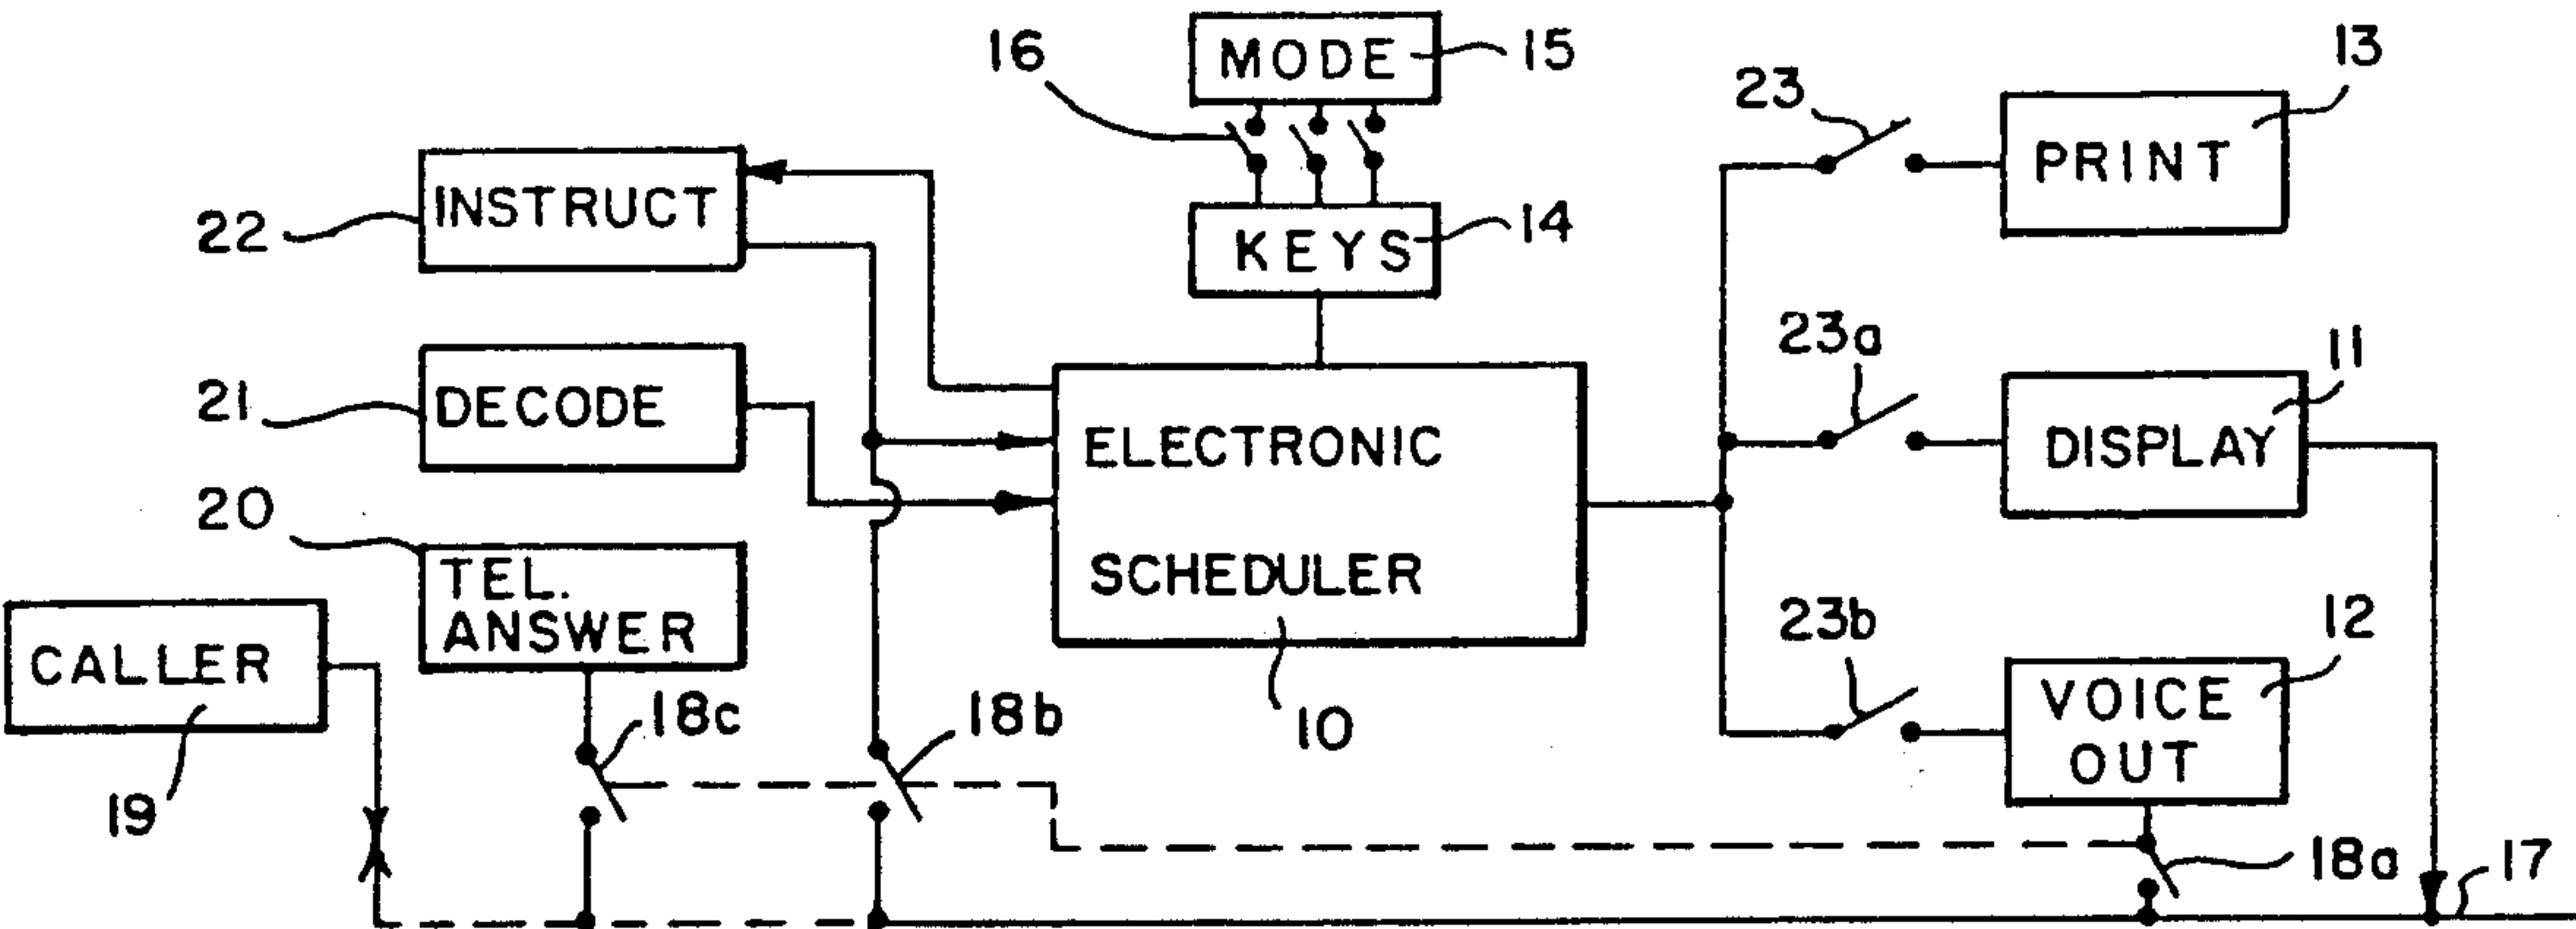 16
MODE
15
23
13
PRINT
22
INSTRUCT
KEYS
14
21
DECODE
ELECTRONIC
SCHEDULER
10
23a
11
DISPLAY
20
TEL.
ANSWER
CALLER
19
18c
18b
23b
12
VOICE
OUT
18a
17